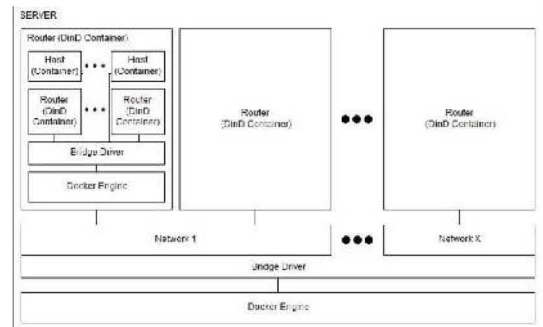 SERVER
Router (DinD Container)
Host
(Container)
Host
(Container)
Router
(DinD
Container)
Router
(DinD
Container)
Bridge Driver
Docker Engine
Router
(DinD Container)
Router
(DinD Container)
Network 1
Network X
Bridge Driver
Docker Engine